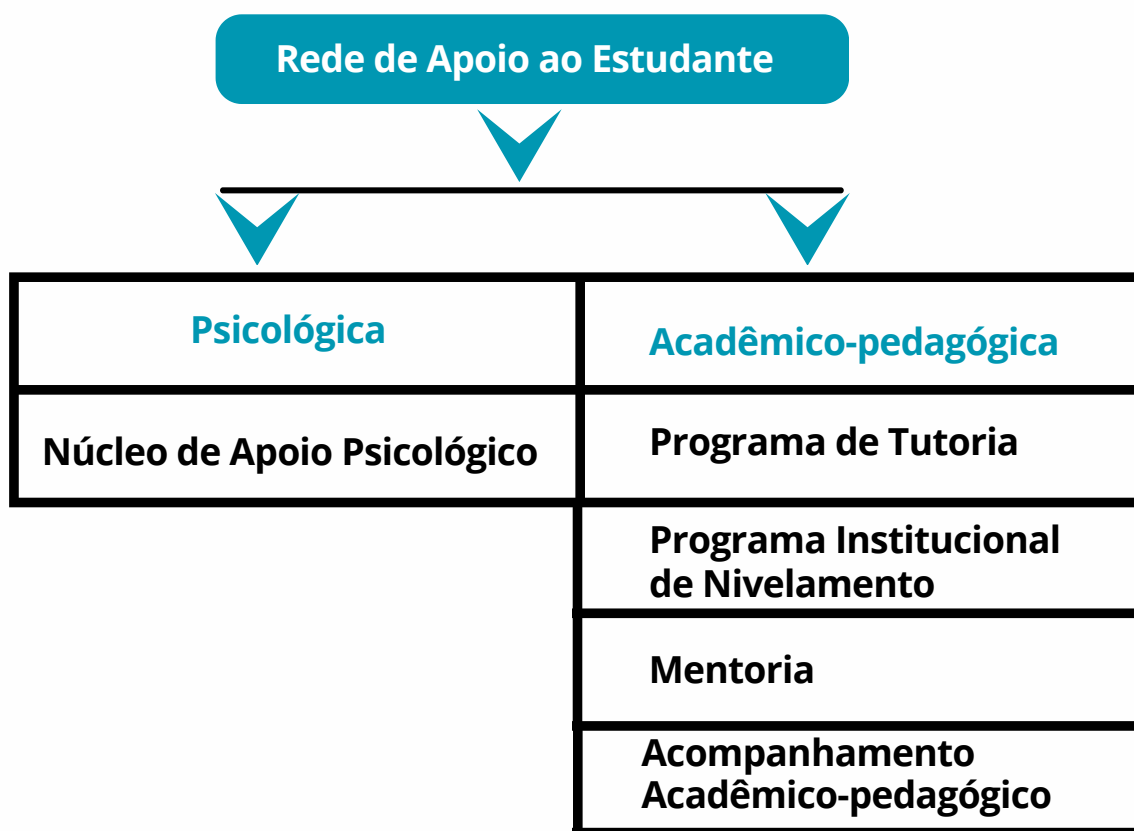 Rede de Apoio ao Estudante
Psicológica
Acadêmico-pedagógica
Núcleo de Apoio Psicológico
Programa de Tutoria
Programa Institucional
de Nivelamento
Mentoria
Acompanhamento
Acadêmico-pedagógico